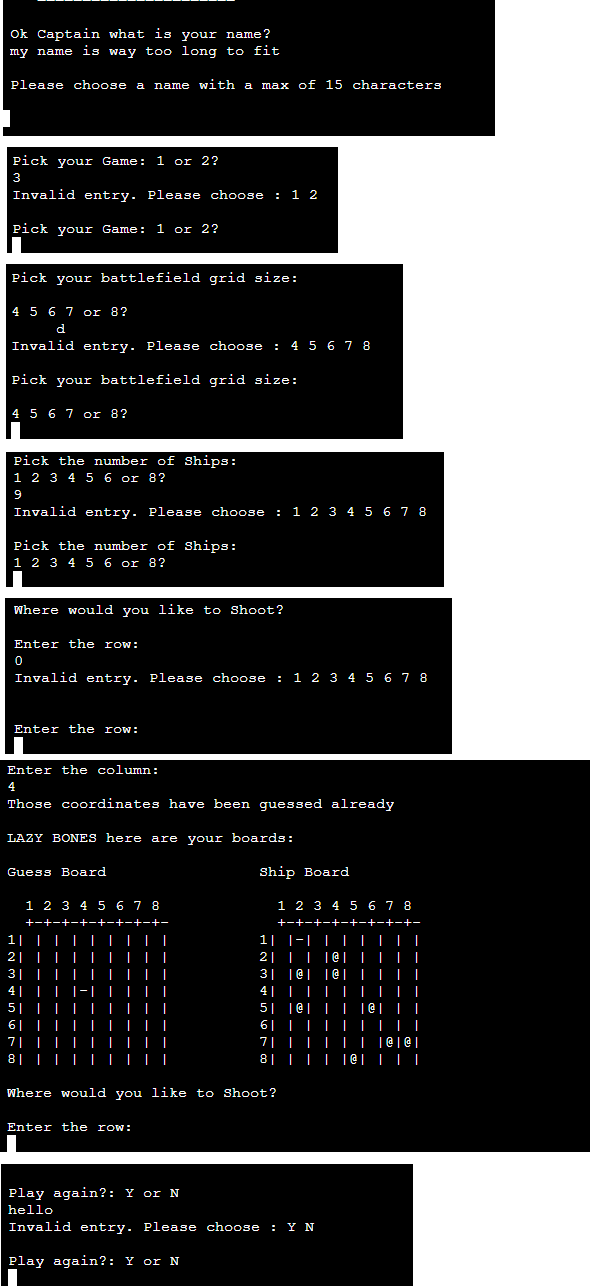 Ok Captain what is your name?
my name is way too long to fit
Please choose a name with a max of 15 characters
Pick your Game: 1 or 2?
3
Invalid entry. Please choose : 1 2
Pick your Game: 1 or 2?
Pick your battlefield grid size:
4 5 6 7 or 8?
d
Invalid entry. Please choose : 4 5 6 7 8
Pick your battlefield grid size:
4 5 6 7 or 8?
Pick the number of Ships:
1 2 3 4 5 6 or 8?
9
Invalid entry. Please choose : 1 2 3 4 5 6 7 8
Pick the number of Ships:
1 2 3 4 5 6 or 8?
Where would you like to Shoot?
Enter the row:
0
Invalid entry. Please choose : 1 2 3 4 5 6 7 8
Enter the row:
Enter the column:
4
Those coordinates have been guessed already
LAZY BONES here are your boards:
Guess Board                 Ship Board
  1 2 3 4 5 6 7 8             1 2 3 4 5 6 7 8
  +-+-+-+-+-+-+-+-            +-+-+-+-+-+-+-+-
1| | | | | | | | |          1| |-| | | | | | |
2| | | | | | | | |          2| | | |@| | | | |
3| | | | | | | | |          3| |@| |@| | | | |
4| | | |-| | | | |          4| | | | | | | | |
5| | | | | | | | |          5| |@| | | |@| | |
6| | | | | | | | |          6| | | | | | | | |
7| | | | | | | | |          7| | | | | | |@|@|
8| | | | | | | | |          8| | | | |@| | | |
Where would you like to Shoot?
Enter the row:
Play again?: Y or N
hello
Invalid entry. Please choose : Y N
Play again?: Y or N